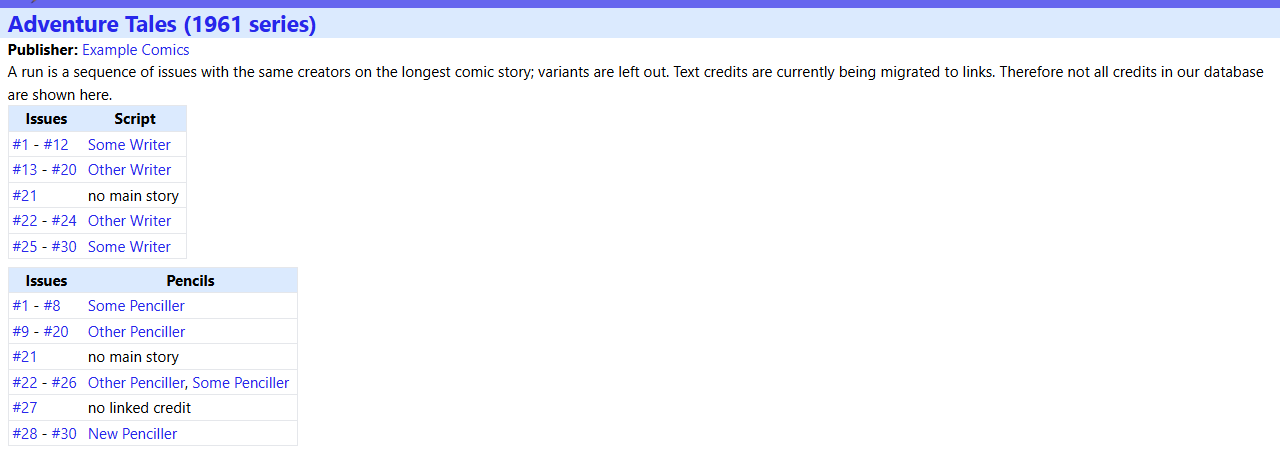 Adventure Tales (1961 series)
Publisher: Example Comics
A run is a sequence of issues with the same creators on the longest comic story; variants are left out. Text credits are currently being migrated to links. Therefore not all credits in our database
are shown here.
Issues Script
#1 - #12 Some Writer
#13 - #20 Other Writer
#21 no main story
#22 - #24 Other Writer
#25 - #30 Some Writer
Issues Pencils
#1 - #8 Some Penciller
#9 - #20 Other Penciller
#21 no main story
#22 - #26 Other Penciller, Some Penciller
#27 no linked credit
#28 - #30 New Penciller